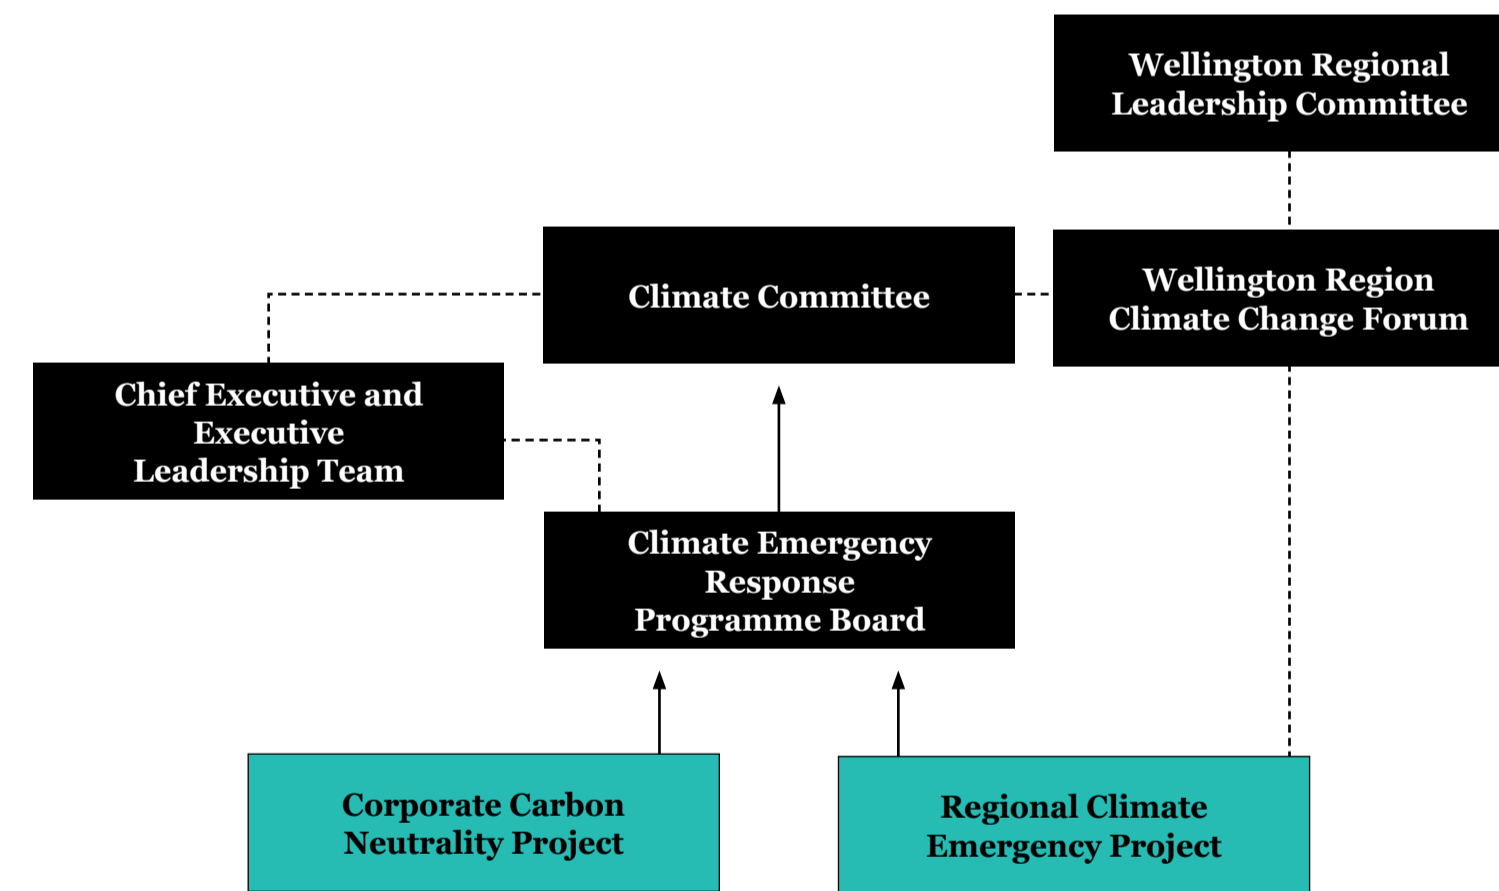 Wellington Regional
Leadership Committee
Climate Committee
Wellington Region
Climate Change Forum
Chief Executive and
Executive
Leadership Team
Climate Emergency
Response
Programme Board
Corporate Carbon
Neutrality Project
Regional Climate
Emergency Project